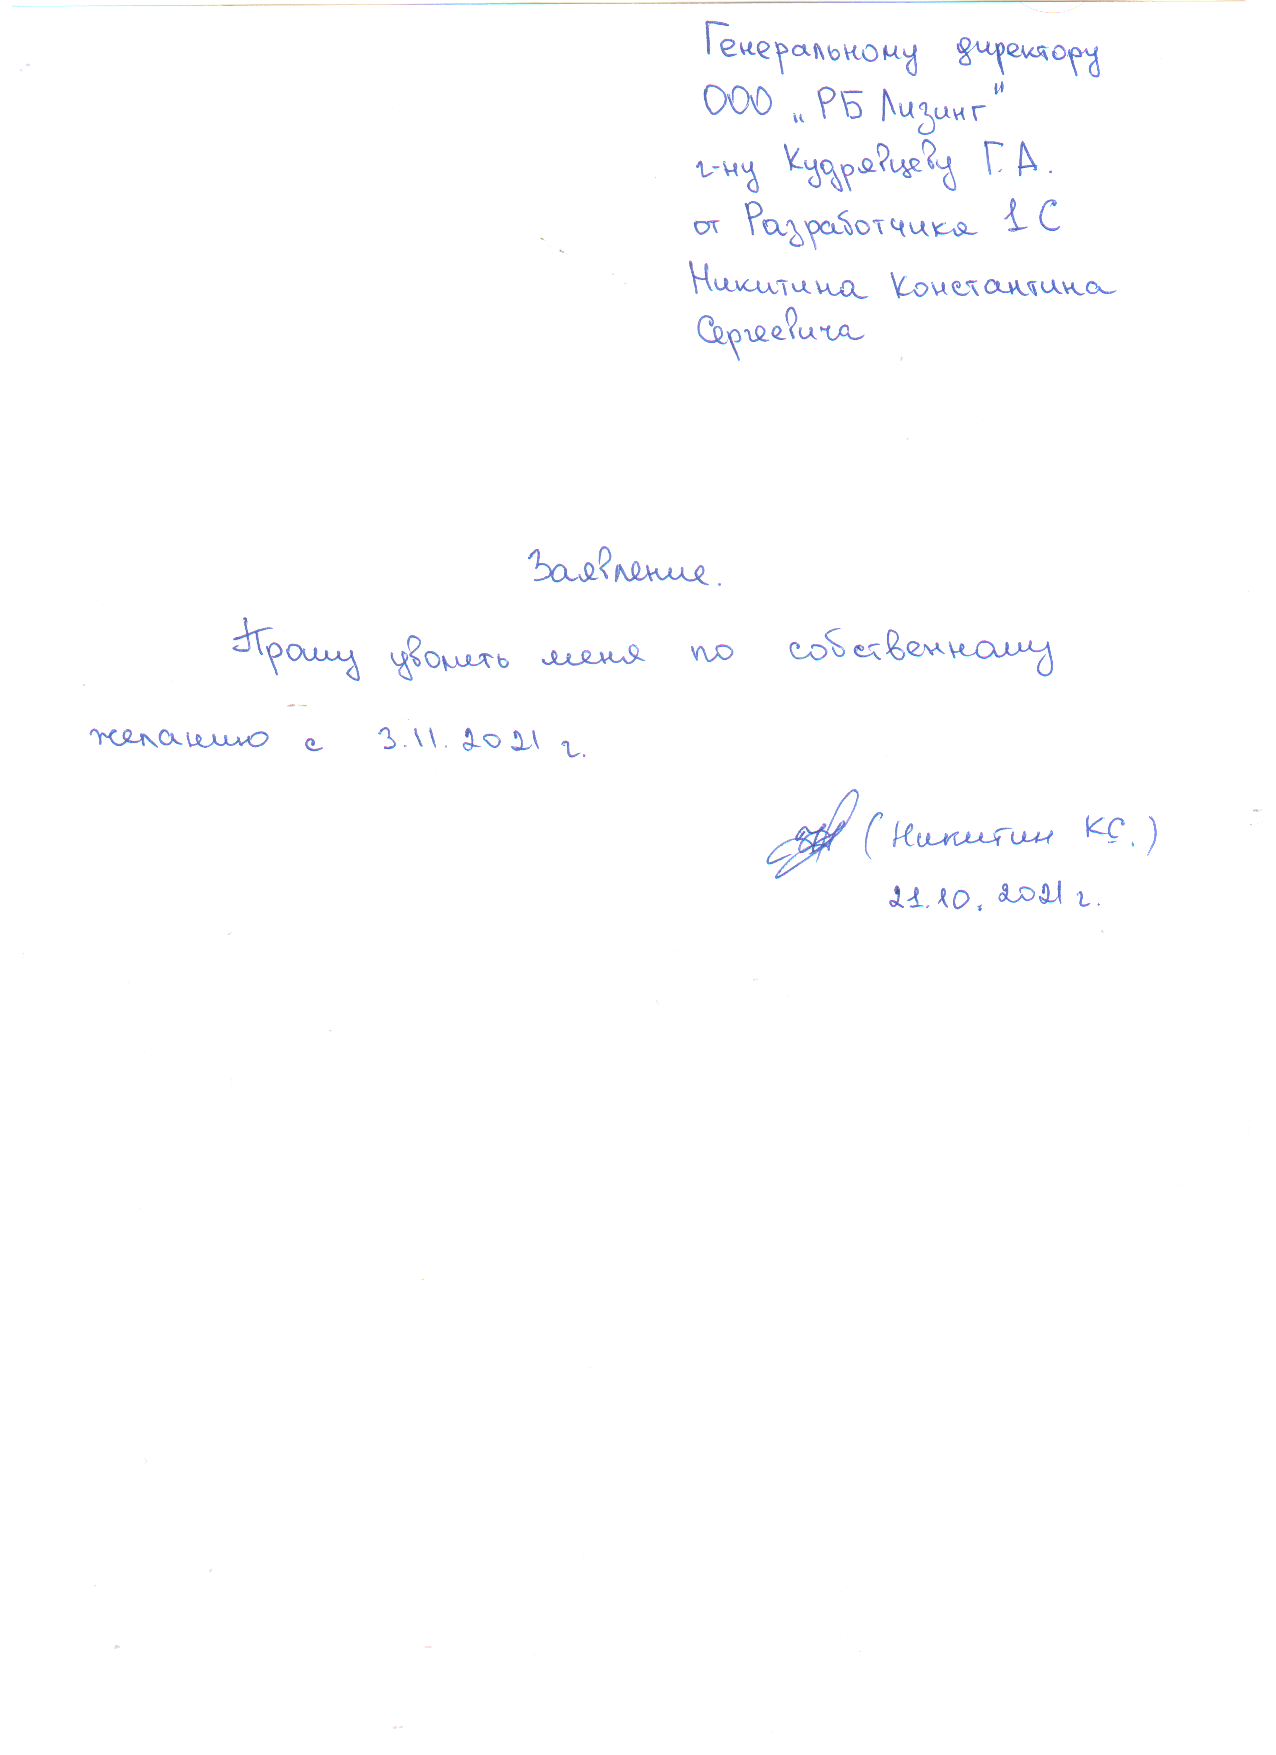 Генеральному директору
ООО „РБ Лизинг"
г-ну Кудрявцеву Г.А.
от Разработчика 1С
Никитина Константина
Сергеевича
Заявление.
Прошу уволить меня по собственному
желанию с 3.11.2021 г.
(Никитин К.С.)
21.10.2021 г.